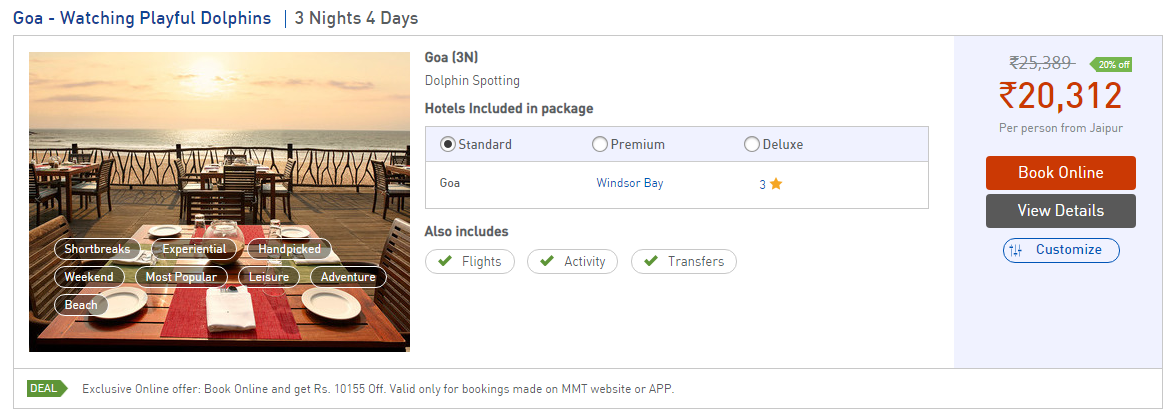 Goa - Watching Playful Dolphins | 3 Nights 4 Days
Shortbreaks Experiential Handpicked
Weekend Most Popular Leisure Adventure
Beach
Goa (3N)
Dolphin Spotting
Hotels Included in package
Standard Premium Deluxe
Goa Windsor Bay 3
Also includes
Flights Activity Transfers
₹25,389 20% off
₹20,312
Per person from Jaipur
Book Online
View Details
Customize
DEAL Exclusive Online offer: Book Online and get Rs. 10155 Off. Valid only for bookings made on MMT website or APP.